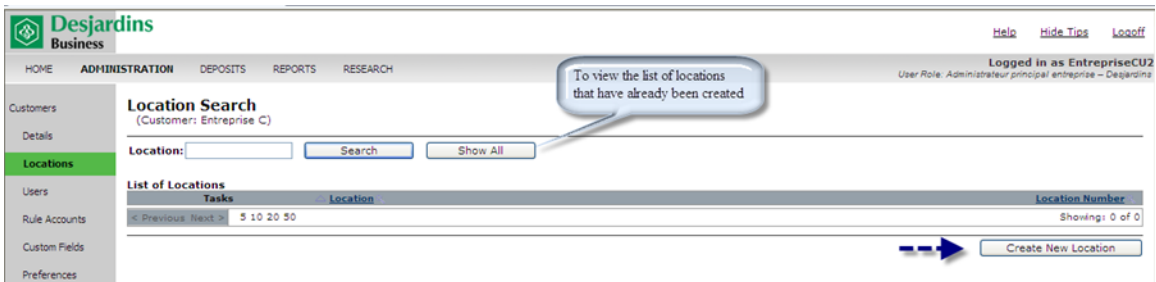 Desjardins
Business
Help Hide Tips Logoff
HOME ADMINISTRATION DEPOSITS REPORTS RESEARCH
Logged in as EntrepriseCU2
User Role: Administrateur principal entreprise – Desjardins
To view the list of locations
that have already been created
Customers
Details
Locations
Users
Rule Accounts
Custom Fields
Preferences
Location Search
(Customer: Entreprise C)
Location: Search Show All
List of Locations
Tasks Location Location Number
< Previous Next > 5 10 20 50 Showing: 0 of 0
Create New Location